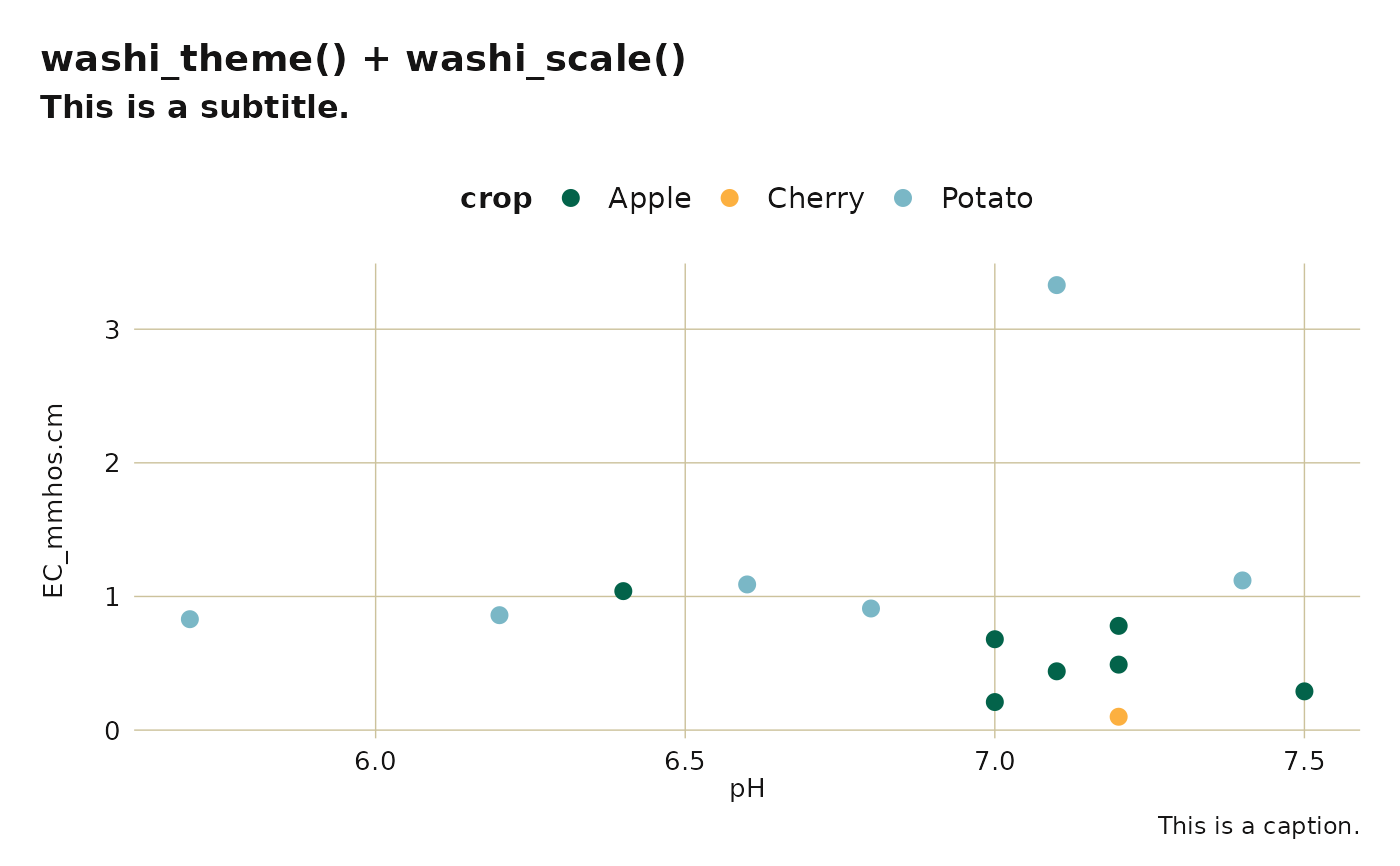 washi_theme() + washi_scale()
This is a subtitle.
crop Apple Cherry Potato
EC_mmhos.cm
3
2
1
0
6.0 6.5 7.0 7.5
pH
This is a caption.